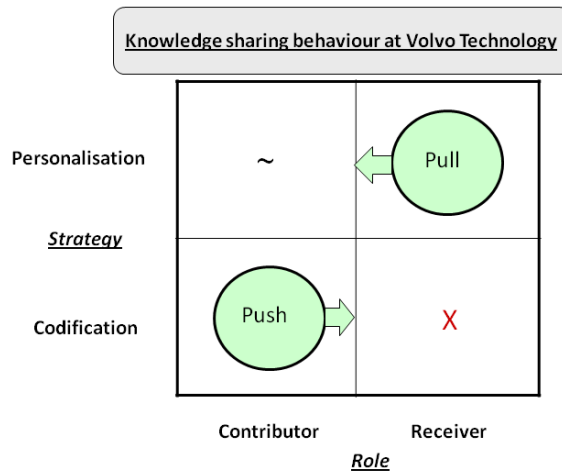 Knowledge sharing behaviour at Volvo Technology
Personalisation
~
Pull
Strategy
Codification
Push
X
Contributor
Receiver
Role